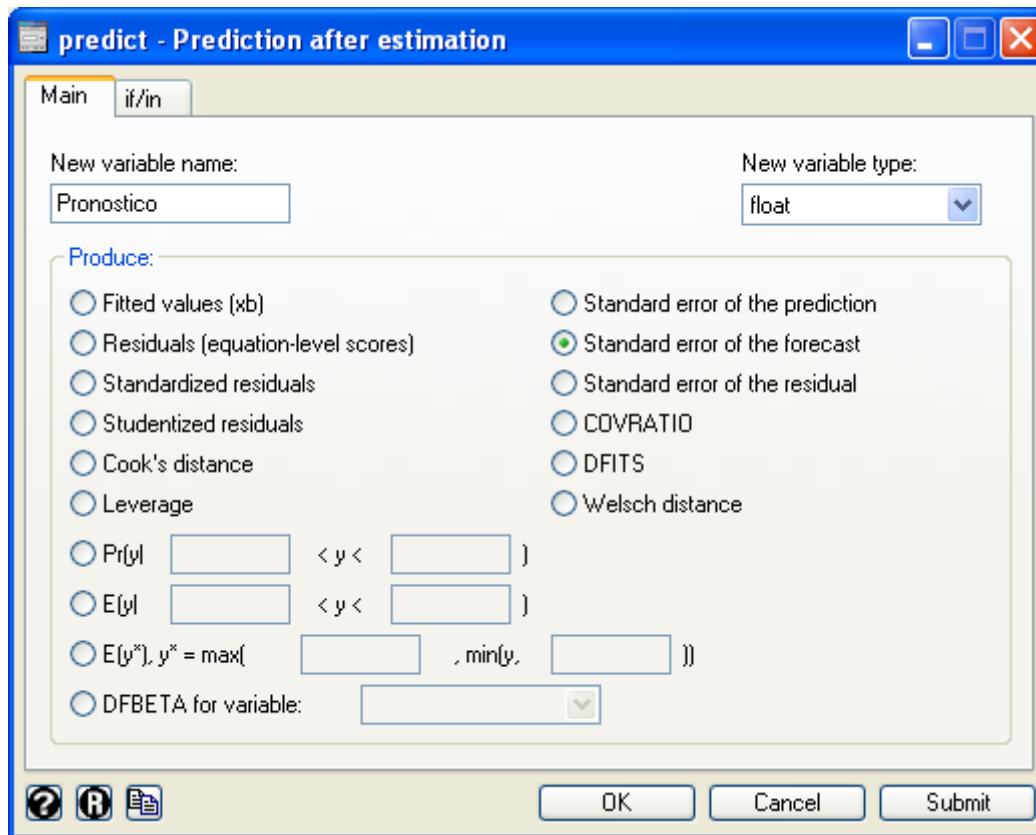 predict - Prediction after estimation
Main if/in
New variable name: New variable type:
Pronostico float
Produce:
Fitted values (xb) Standard error of the prediction
Residuals (equation-level scores) Standard error of the forecast
Standardized residuals Standard error of the residual
Studentized residuals COVRATIO
Cook's distance DFITS
Leverage Welsch distance
Pr(y| < y < )
E(y| < y < )
E(y*), y* = max( , min(y, ))
DFBETA for variable:
? R OK Cancel Submit